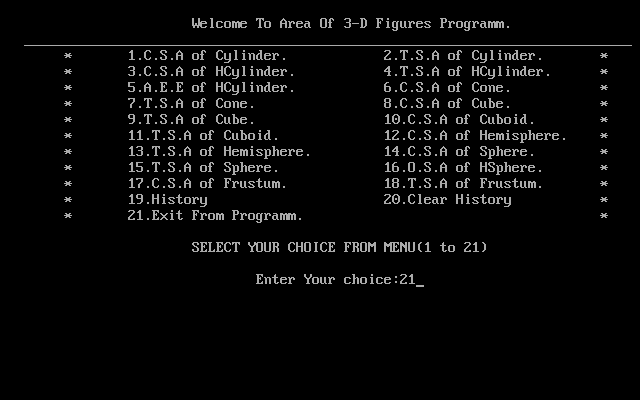 Welcome To Area Of 3-D Figures Programm.
* 1.C.S.A of Cylinder. 2.T.S.A of Cylinder. *
* 3.C.S.A of HCylinder. 4.T.S.A of HCylinder. *
* 5.A.E.E of HCylinder. 6.C.S.A of Cone. *
* 7.T.S.A of Cone. 8.C.S.A of Cube. *
* 9.T.S.A of Cube. 10.C.S.A of Cuboid. *
* 11.T.S.A of Cuboid. 12.C.S.A of Hemisphere. *
* 13.T.S.A of Hemisphere. 14.C.S.A of Sphere. *
* 15.T.S.A of Sphere. 16.O.S.A of HSphere. *
* 17.C.S.A of Frustum. 18.T.S.A of Frustum. *
* 19.History 20.Clear History *
* 21.Exit From Programm. *
SELECT YOUR CHOICE FROM MENU(1 to 21)
Enter Your choice:21_